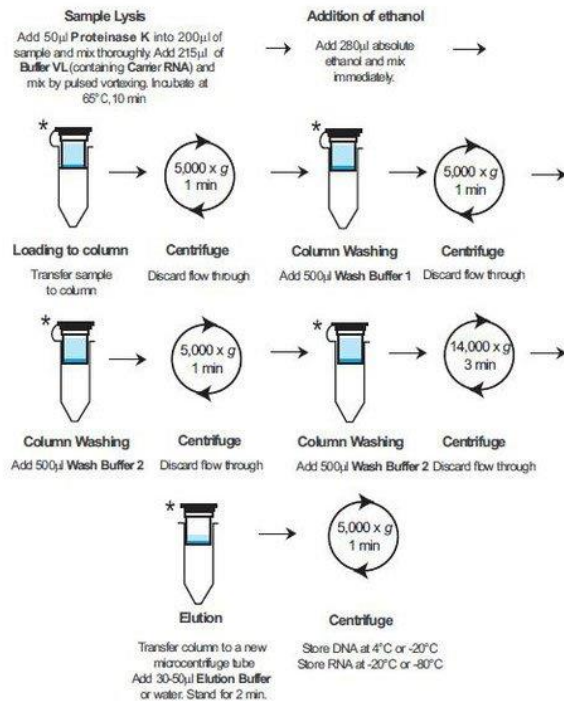 Sample Lysis
Add 50µl Proteinase K into 200µl of
sample and mix thoroughly. Add 215µl of
Buffer VL (containing Carrier RNA) and
mix by pulsed vortexing. Incubate at
65°C, 10 min
Addition of ethanol
Add 280µl absolute
ethanol and mix
immediately.
*
5,000 x g
1 min
*
5,000 x g
1 min
Loading to column
Transfer sample
to column
Centrifuge
Discard flow through
Column Washing
Add 500µl Wash Buffer 1
Centrifuge
Discard flow through
*
5,000 x g
1 min
*
14,000 x g
3 min
Column Washing
Add 500µl Wash Buffer 2
Centrifuge
Discard flow through
Column Washing
Add 500µl Wash Buffer 2
Centrifuge
Discard flow through
*
5,000 x g
1 min
Elution
Transfer column to a new
microcentrifuge tube
Add 30-50µl Elution Buffer
or water. Stand for 2 min.
Centrifuge
Store DNA at 4°C or -20°C
Store RNA at -20°C or -80°C